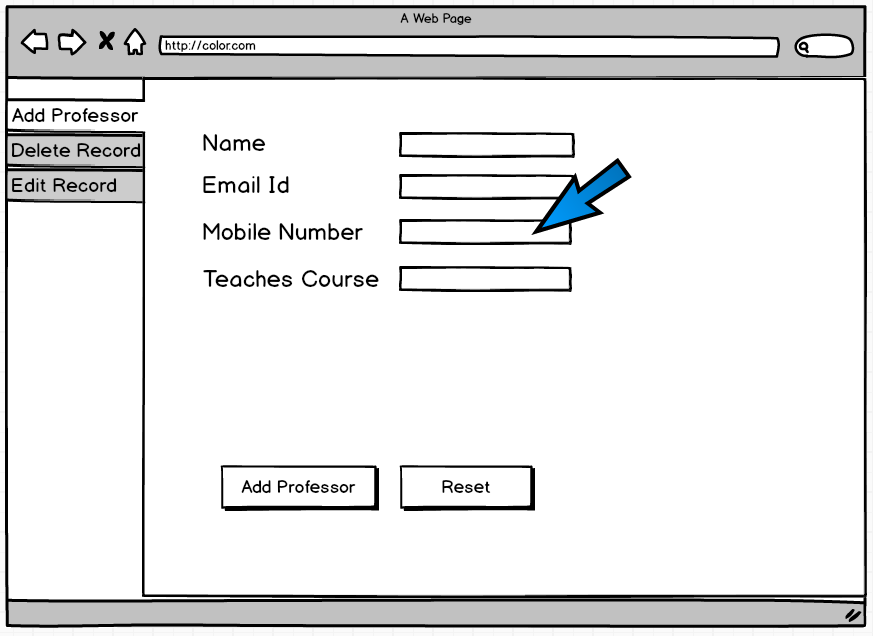 A Web Page
http://color.com
Add Professor
Delete Record
Edit Record
Name
Email Id
Mobile Number
Teaches Course
Add Professor
Reset